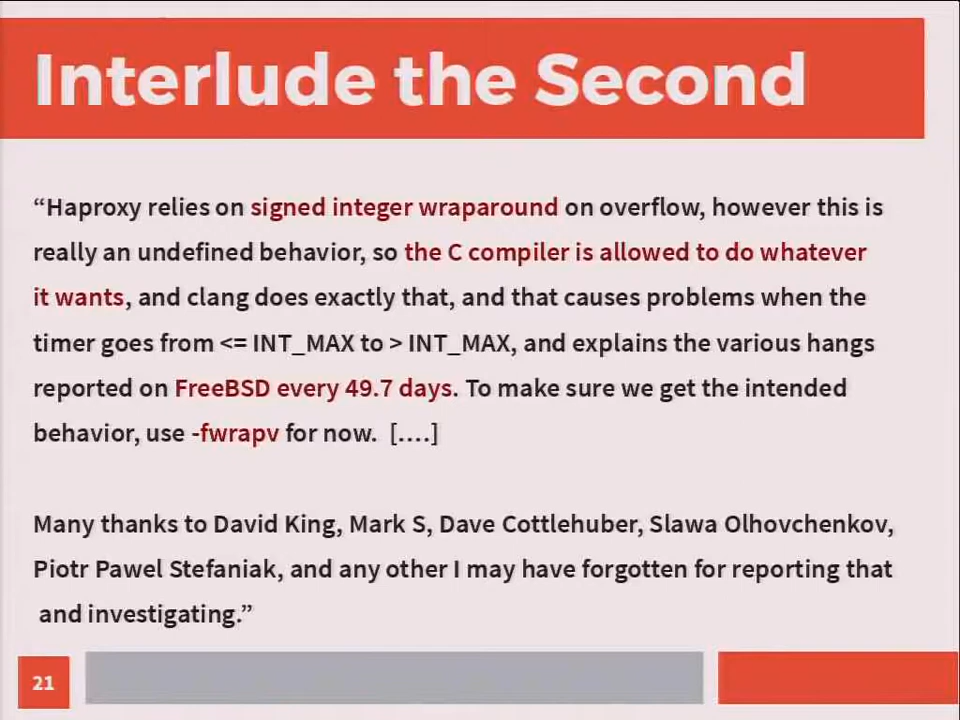 Interlude the Second
“Haproxy relies on signed integer wraparound on overflow, however this is
really an undefined behavior, so the C compiler is allowed to do whatever
it wants, and clang does exactly that, and that causes problems when the
timer goes from <= INT_MAX to > INT_MAX, and explains the various hangs
reported on FreeBSD every 49.7 days. To make sure we get the intended
behavior, use -fwrapv for now. [....]
Many thanks to David King, Mark S, Dave Cottlehuber, Slawa Olhovchenkov,
Piotr Pawel Stefaniak, and any other I may have forgotten for reporting that
and investigating.”
21